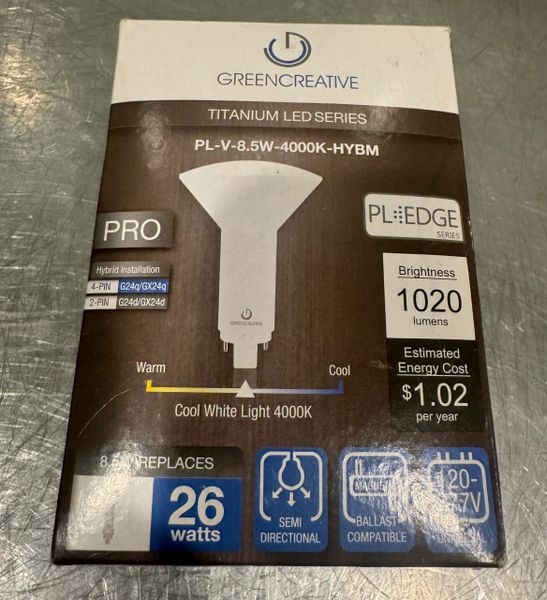 GREENCREATIVE
TITANIUM LED SERIES
PL-V-8.5W-4000K-HYBM
PL EDGE
SERIES
PRO
Hybrid Installation
4-PIN G24q/GX24q
2-PIN G24d/GX24d
GREENCREATIVE
Brightness
1020
lumens
Estimated
Energy Cost
$1.02
per year
Warm
Cool
Cool White Light 4000K
REPLACES
26
watts
SEMI
DIRECTIONAL
BALLAST
COMPATIBLE
120-